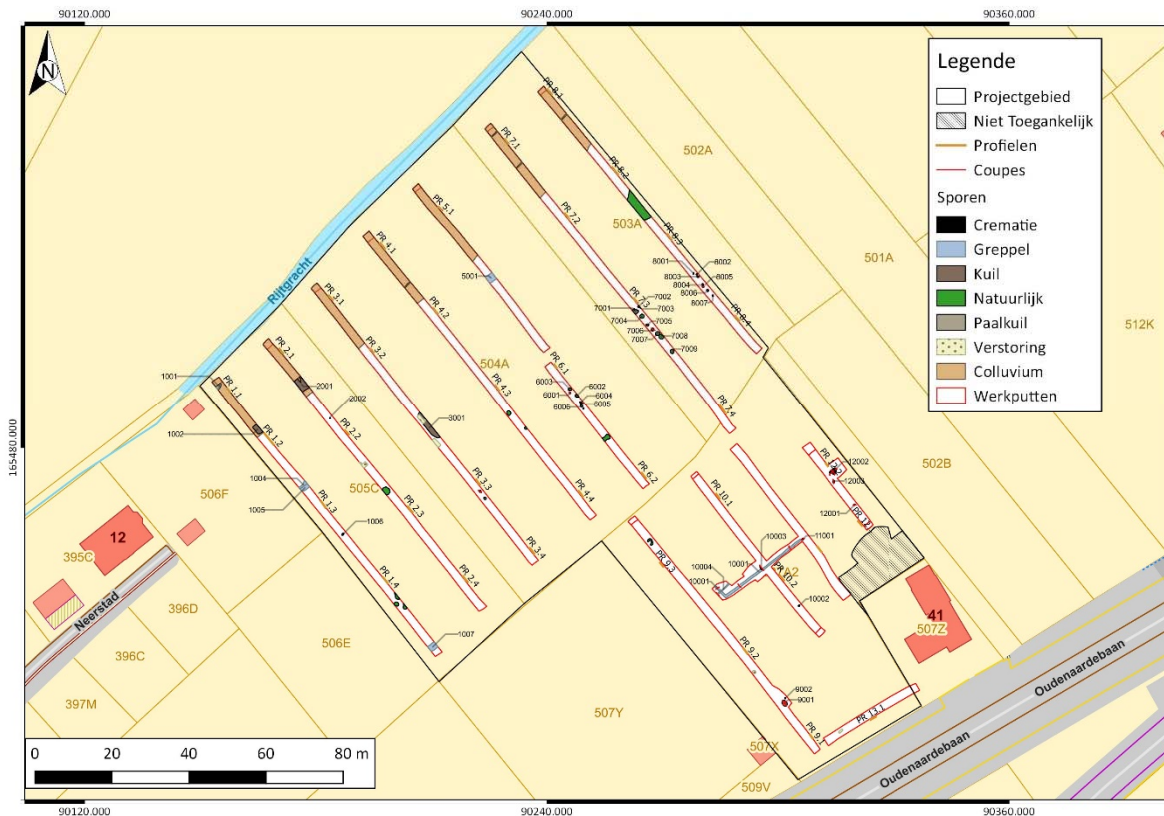 90120.000
90240.000
90360.000
N
Legende
Projectgebied
Niet Toegankelijk
Profielen
Coupes
Sporen
Crematie
Greppel
Kuil
Natuurlijk
Paalkuil
Verstoring
Colluvium
Werkputten
165480.000
165480.000
Rijtgracht
502A
503A
501A
512K
502B
504A
505C
506F
506E
395C
396D
396C
397M
507Y
507X
509V
507Z
A2
12
41
Neerstad
Oudenaardebaan
Oudenaardebaan
PR 8.1
PR 8.2
PR 8.3
PR 8.4
8001
8002
8003
8005
8004
8006
8007
PR 7.1
PR 7.2
PR 7.3
PR 7.4
7001
7002
7003
7004
7005
7006
7007
7008
7009
PR 5.1
5001
PR 6.1
PR 6.2
6003
6002
6001
6004
6005
6006
PR 4.1
PR 4.2
PR 4.3
PR 4.4
PR 3.1
PR 3.2
3001
PR 3.3
PR 3.4
PR 2.1
2001
2002
PR 2.2
PR 2.3
PR 2.4
1001
PR 1.1
1002
PR 1.2
1004
1005
PR 1.3
1006
PR 1.4
1007
PR 10.1
10003
11001
10004
10001
10001
PR 10.2
10002
12002
12003
12001
PR 9.3
PR 9.2
9002
9001
PR 9.1
PR 13.1
0 20 40 60 80 m
90120.000
90240.000
90360.000